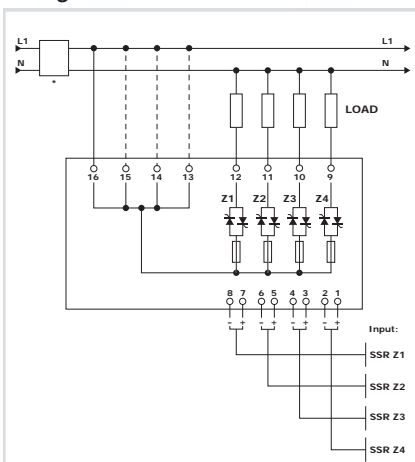 L1 L1
N N
*
LOAD
16 15 14 13 12 11 10 9
Z1 Z2 Z3 Z4
8 7 6 5 4 3 2 1
- + - + - + - +
Input:
SSR Z1
SSR Z2
SSR Z3
SSR Z4